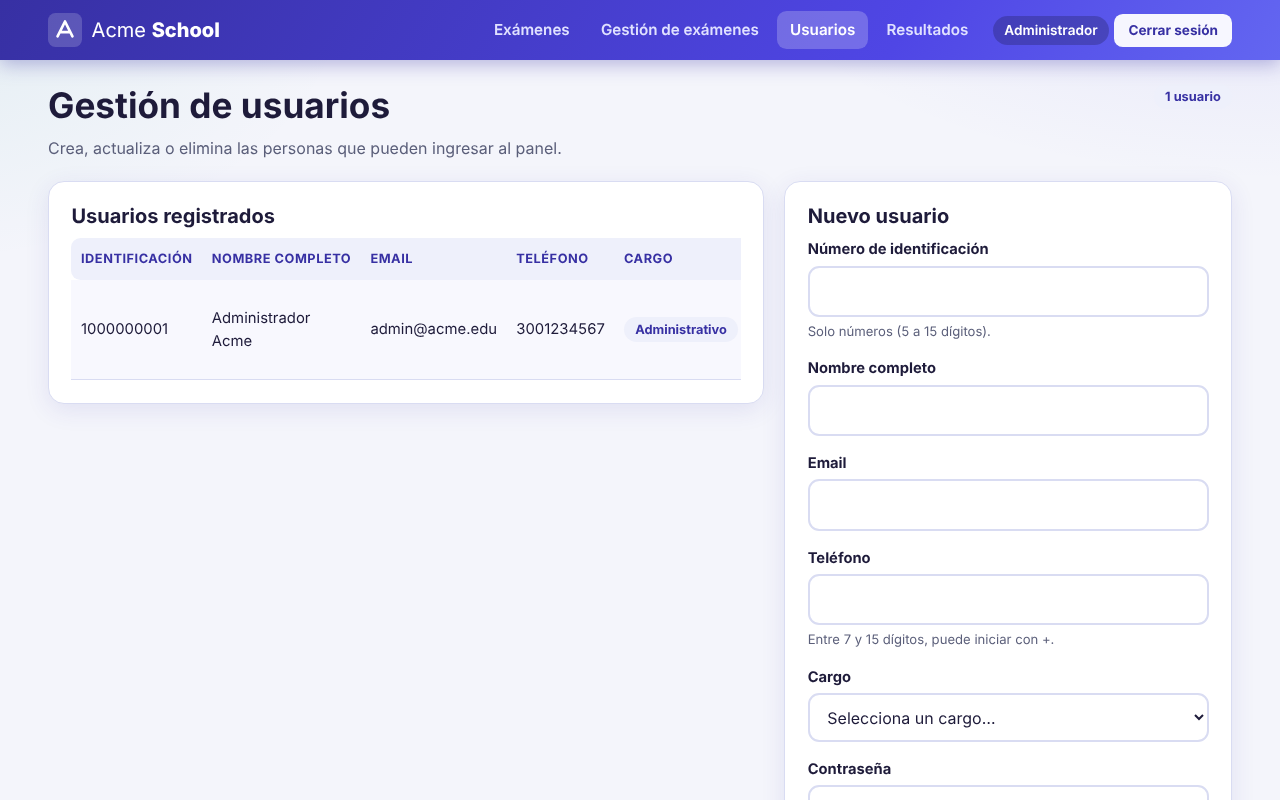 Acme School
Exámenes
Gestión de exámenes
Usuarios
Resultados
Administrador
Cerrar sesión
Gestión de usuarios
1 usuario
Crea, actualiza o elimina las personas que pueden ingresar al panel.
Usuarios registrados
IDENTIFICACIÓN NOMBRE COMPLETO EMAIL TELÉFONO CARGO
1000000001 Administrador Acme admin@acme.edu 3001234567 Administrativo
Nuevo usuario
Número de identificación
Solo números (5 a 15 dígitos).
Nombre completo
Email
Teléfono
Entre 7 y 15 dígitos, puede iniciar con +.
Cargo
Selecciona un cargo...
Contraseña